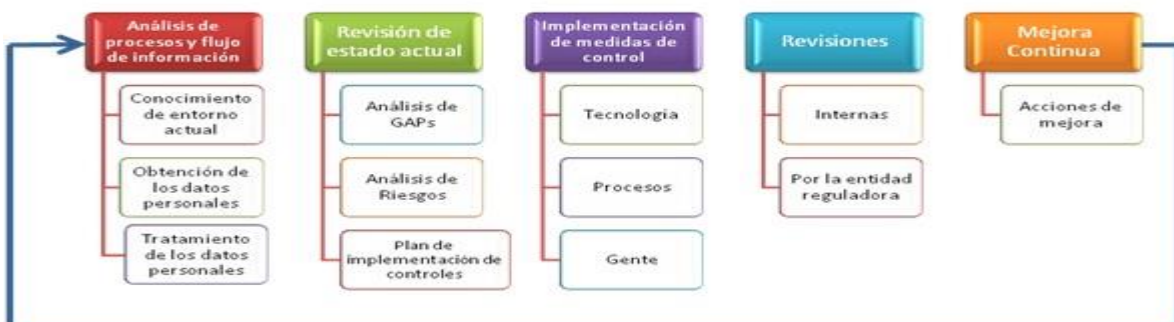 Análisis de
procesos y flujo
de información
Conocimiento
de entorno
actual
Obtención de
los datos
personales
Tratamiento
de los datos
personales
Revisión de
estado actual
Análisis de
GAPs
Análisis de
Riesgos
Plan de
implementación de
controles
Implementación
de medidas de
control
Tecnología
Procesos
Gente
Revisiones
Internas
Por la entidad
reguladora
Mejora
Continua
Acciones de
mejora